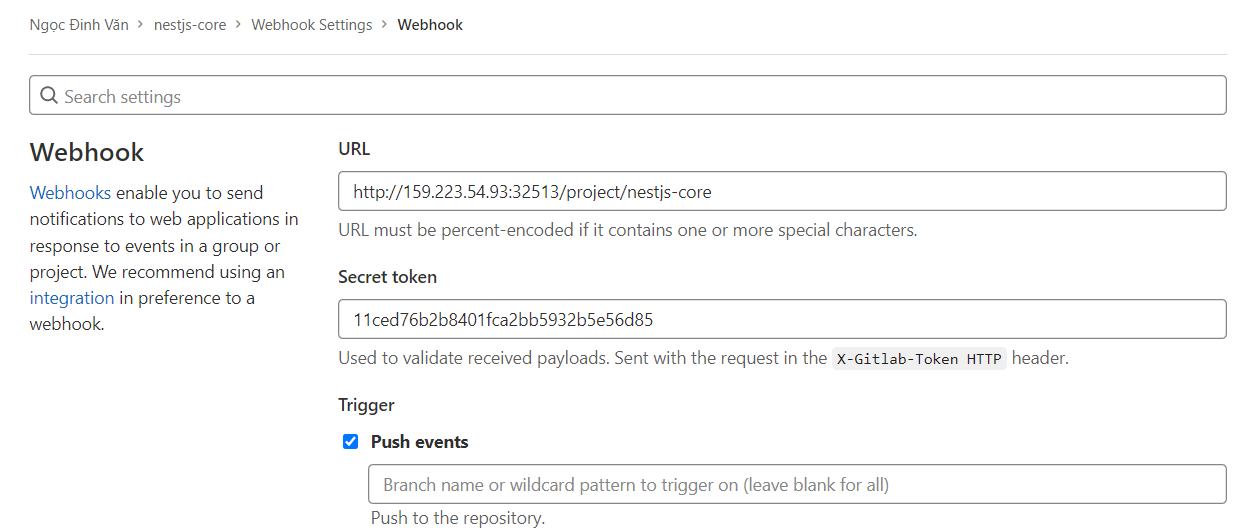 Ngọc Đinh Văn > nestjs-core > Webhook Settings > Webhook
Search settings
Webhook
Webhooks enable you to send
notifications to web applications in
response to events in a group or
project. We recommend using an
integration in preference to a
webhook.
URL
http://159.223.54.93:32513/project/nestjs-core
URL must be percent-encoded if it contains one or more special characters.
Secret token
11ced76b2b8401fca2bb5932b5e56d85
Used to validate received payloads. Sent with the request in the X-Gitlab-Token HTTP header.
Trigger
Push events
Branch name or wildcard pattern to trigger on (leave blank for all)
Push to the repository.